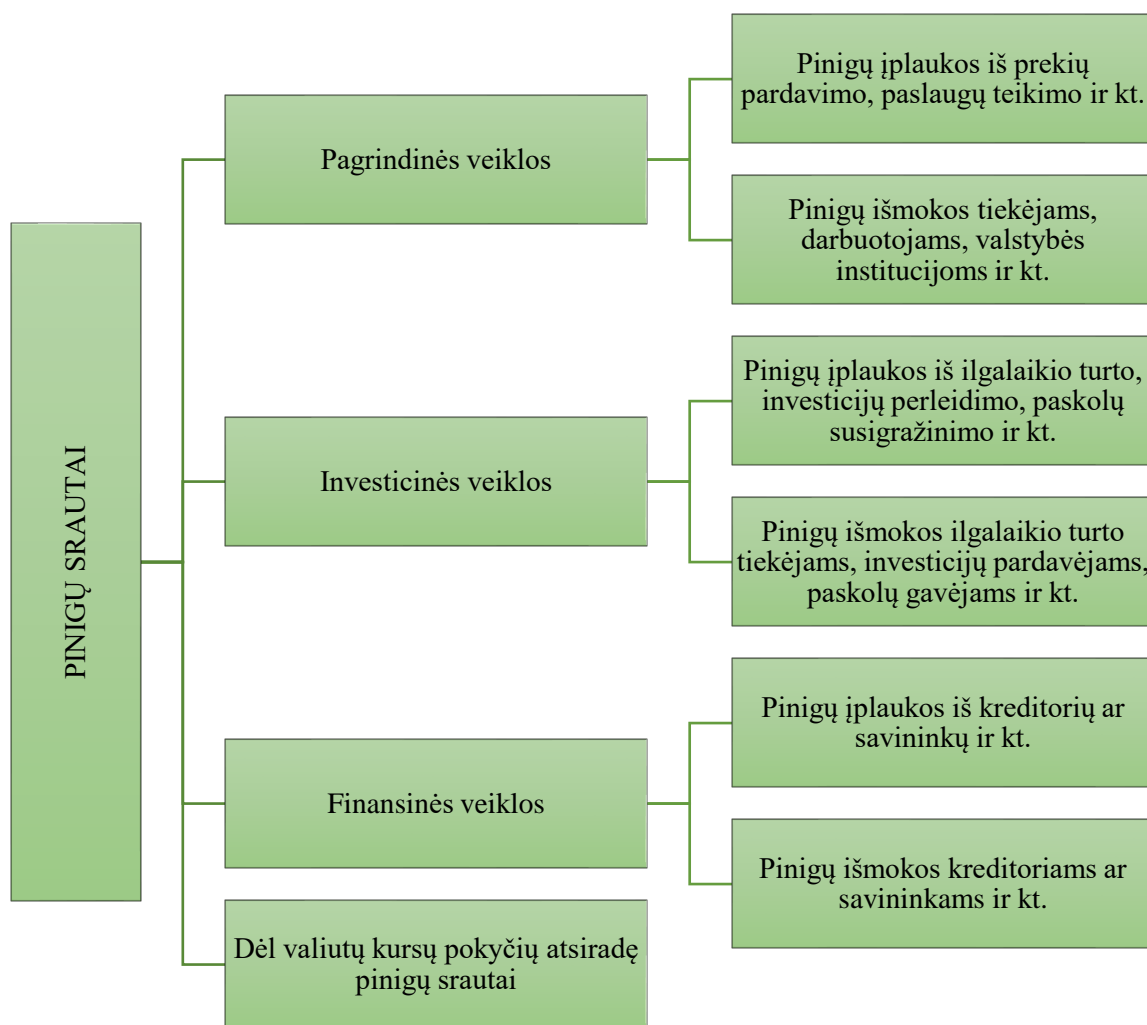 PINIGŲ SRAUTAI
Pagrindinės veiklos
Pinigų įplaukos iš prekių
pardavimo, paslaugų teikimo ir kt.
Pinigų išmokos tiekėjams,
darbuotojams, valstybės
institucijoms ir kt.
Investicinės veiklos
Pinigų įplaukos iš ilgalaikio turto,
investicijų perleidimo, paskolų
susigražinimo ir kt.
Pinigų išmokos ilgalaikio turto
tiekėjams, investicijų pardavėjams,
paskolų gavėjams ir kt.
Finansinės veiklos
Pinigų įplaukos iš kreditorių ar
savininkų ir kt.
Pinigų išmokos kreditoriams ar
savininkams ir kt.
Dėl valiutų kursų pokyčių atsiradę
pinigų srautai